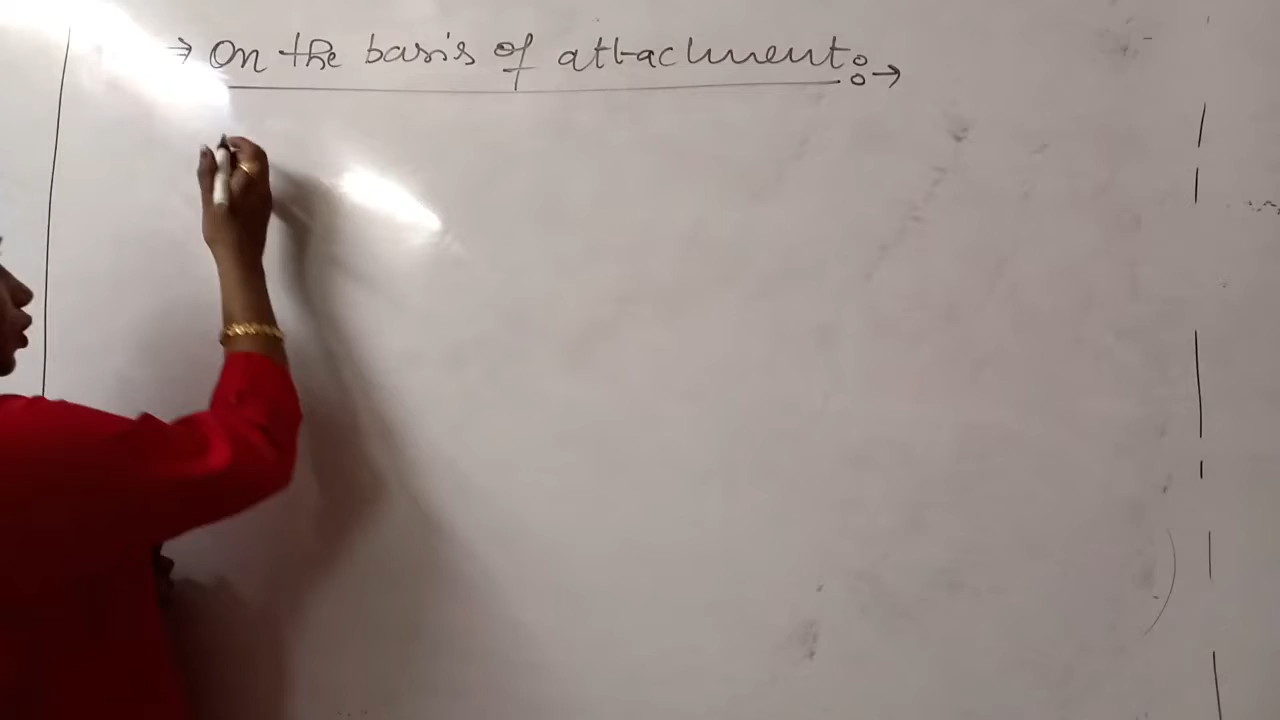 → On the basis of attachment:→